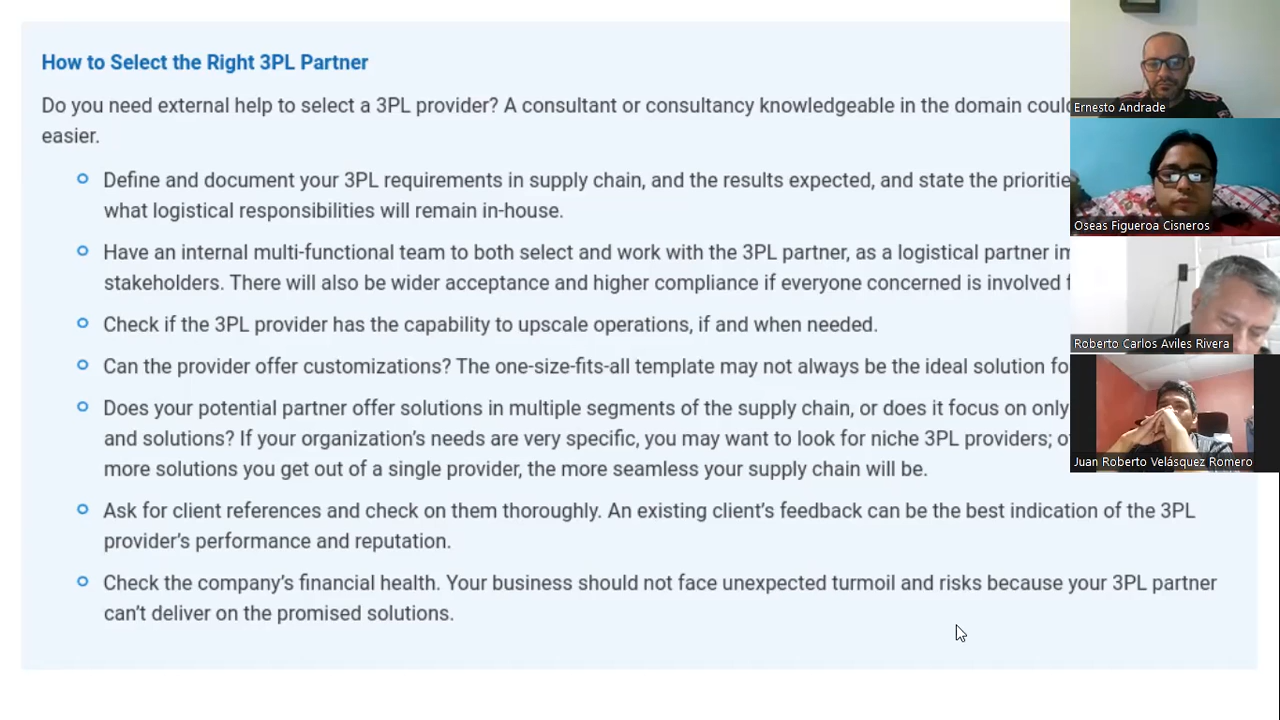 How to Select the Right 3PL Partner
Do you need external help to select a 3PL provider? A consultant or consultancy knowledgeable in the domain
easier.
Define and document your 3PL requirements in supply chain, and the results expected, and state the
what logistical responsibilities will remain in-house.
Have an internal multi-functional team to both select and work with the 3PL partner, as a logistical partner
stakeholders. There will also be wider acceptance and higher compliance if everyone concerned is involved
Check if the 3PL provider has the capability to upscale operations, if and when needed.
Can the provider offer customizations? The one-size-fits-all template may not always be the ideal solution
Does your potential partner offer solutions in multiple segments of the supply chain, or does it focus on only
and solutions? If your organization’s needs are very specific, you may want to look for niche 3PL providers;
more solutions you get out of a single provider, the more seamless your supply chain will be.
Ask for client references and check on them thoroughly. An existing client’s feedback can be the best indication of the 3PL
provider’s performance and reputation.
Check the company’s financial health. Your business should not face unexpected turmoil and risks because your 3PL partner
can’t deliver on the promised solutions.
Ernesto Andrade
Oseas Figueroa Cisneros
Roberto Carlos Aviles Rivera
Juan Roberto Velásquez Romero